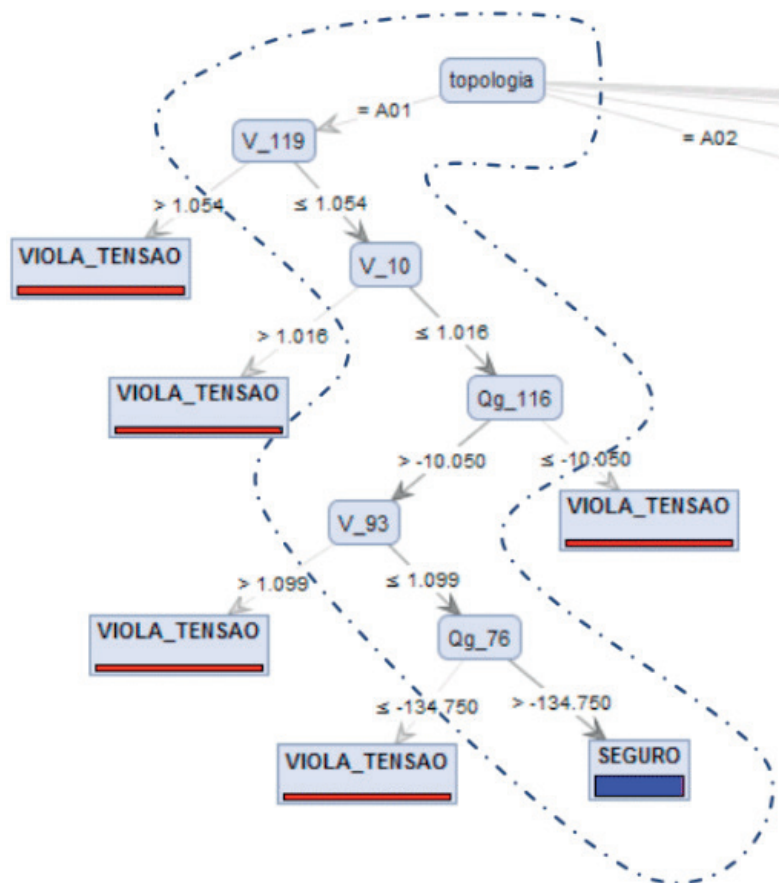 topologia
= A01
= A02
V_119
> 1.054
≤ 1.054
VIOLA_TENSAO
V_10
> 1.016
≤ 1.016
VIOLA_TENSAO
Qg_116
> -10.050
≤ -10.050
V_93
VIOLA_TENSAO
> 1.099
≤ 1.099
VIOLA_TENSAO
Qg_76
≤ -134.750
> -134.750
VIOLA_TENSAO
SEGURO